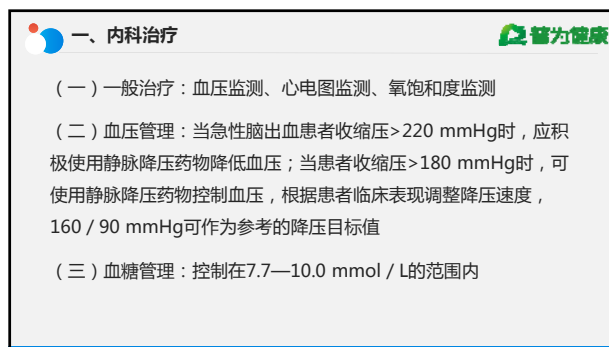 一、内科治疗
普为健康
（一）一般治疗：血压监测、心电图监测、氧饱和度监测
（二）血压管理：当急性脑出血患者收缩压>220 mmHg时，应积
极使用静脉降压药物降低血压；当患者收缩压>180 mmHg时，可
使用静脉降压药物控制血压，根据患者临床表现调整降压速度，
160 / 90 mmHg可作为参考的降压目标值
（三）血糖管理：控制在7.7—10.0 mmol / L的范围内